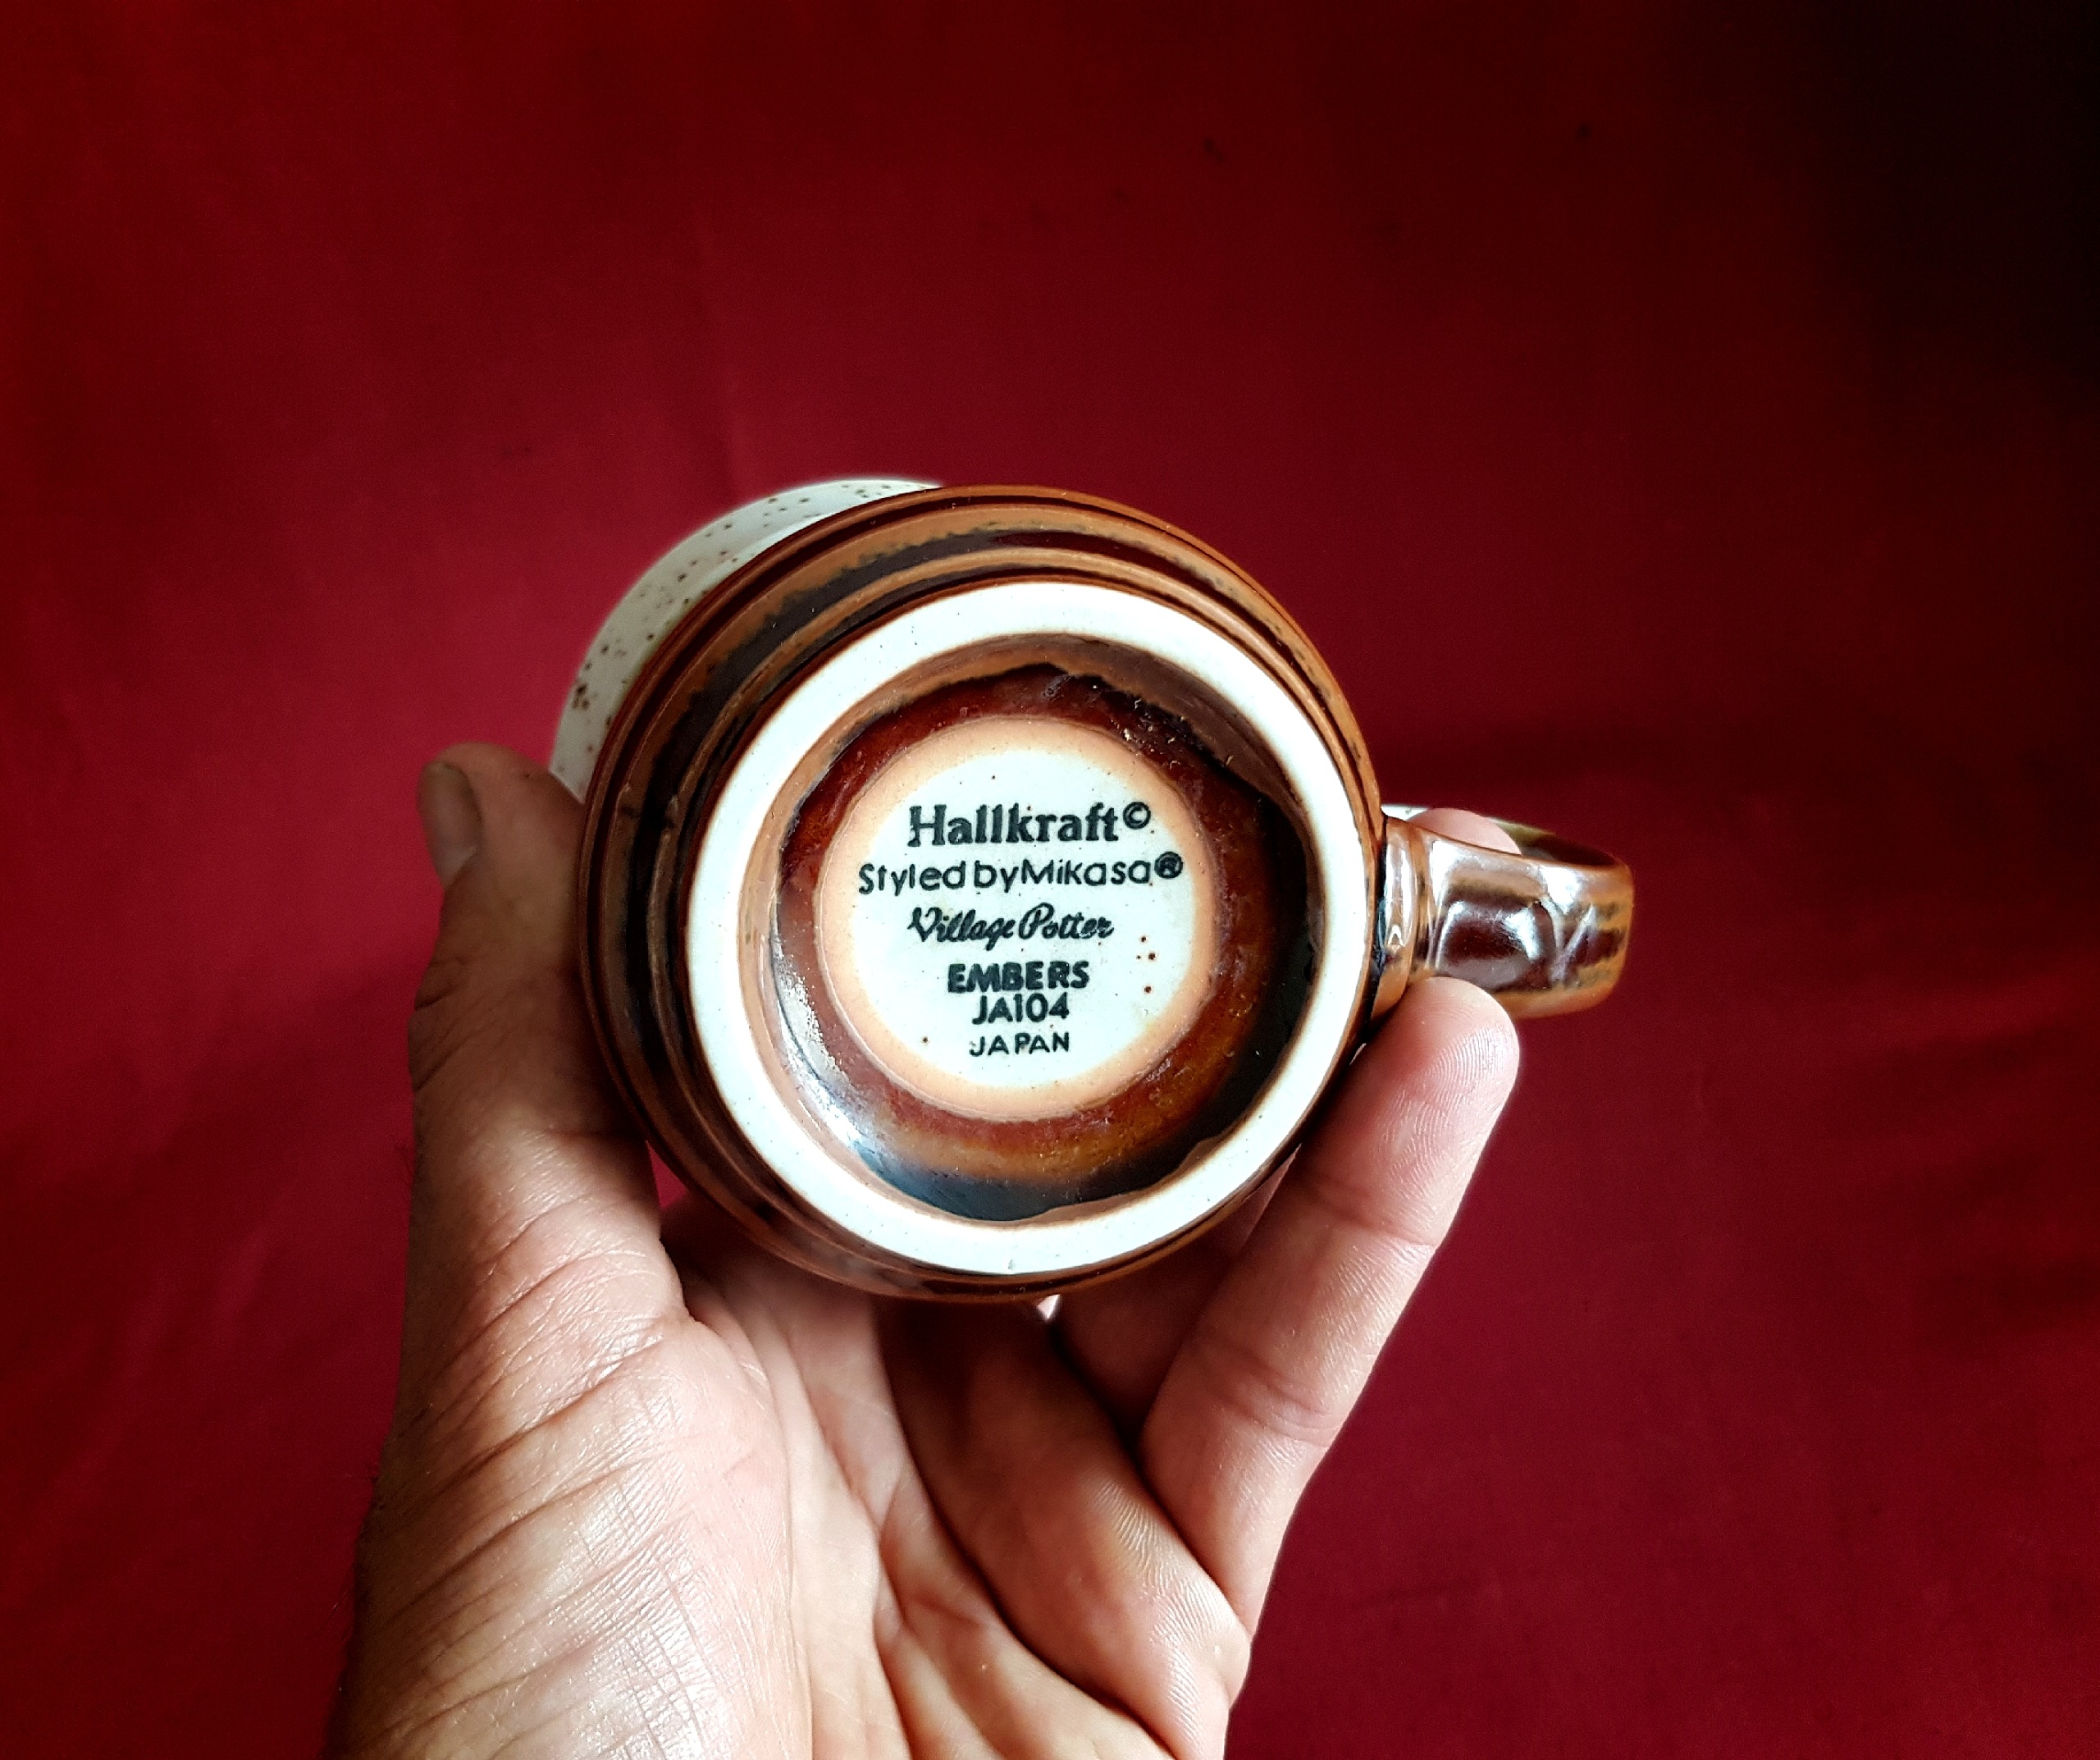 Hallkraft©
Styled by Mikasa®
Village Potter
EMBERS
JA104
JAPAN